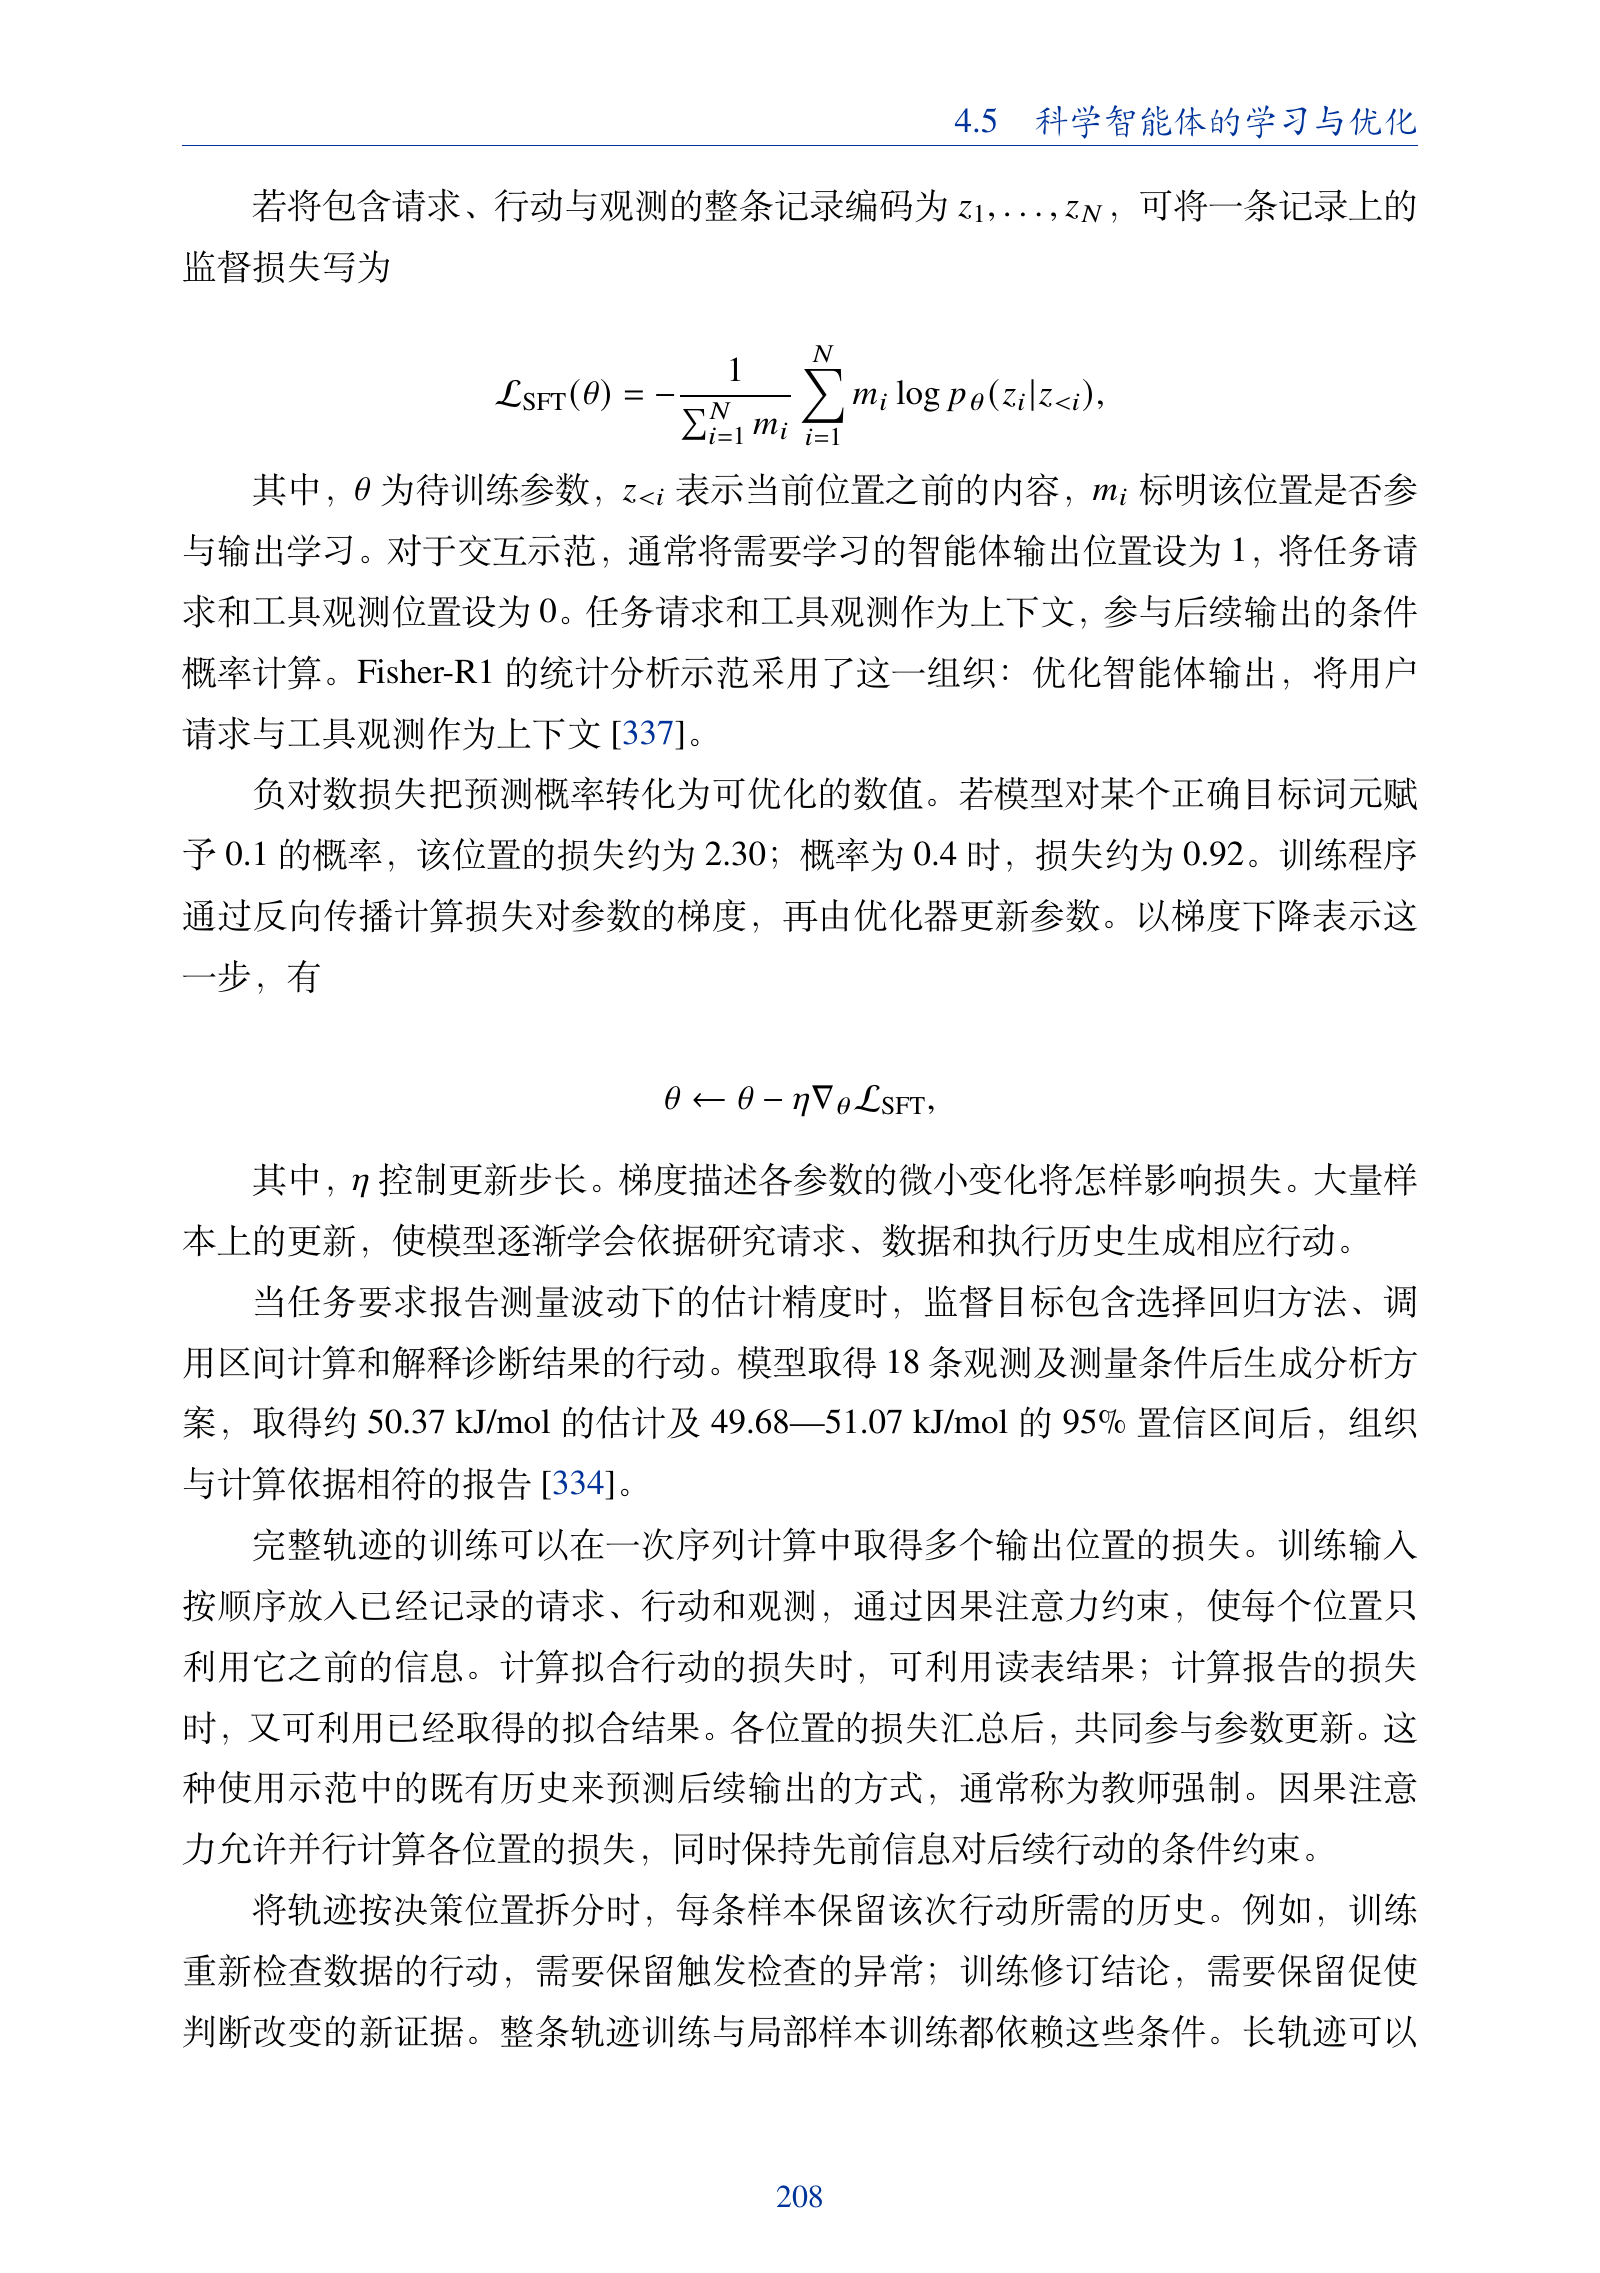 4.5 科学智能体的学习与优化
若将包含请求、行动与观测的整条记录编码为 z₁, . . . , z_N，可将一条记录上的
监督损失写为
ℒ_SFT(θ) = −\frac{1}{∑_{i=1}^{N} m_i} ∑_{i=1}^{N} m_i log p_θ(z_i|z_{<i}),
其中，θ 为待训练参数，z_{<i} 表示当前位置之前的内容，m_i 标明该位置是否参
与输出学习。对于交互示范，通常将需要学习的智能体输出位置设为 1，将任务请
求和工具观测位置设为 0。任务请求和工具观测作为上下文，参与后续输出的条件
概率计算。Fisher-R1 的统计分析示范采用了这一组织：优化智能体输出，将用户
请求与工具观测作为上下文 [337]。
负对数损失把预测概率转化为可优化的数值。若模型对某个正确目标词元赋
予 0.1 的概率，该位置的损失约为 2.30；概率为 0.4 时，损失约为 0.92。训练程序
通过反向传播计算损失对参数的梯度，再由优化器更新参数。以梯度下降表示这
一步，有
θ ← θ − η∇_θ ℒ_SFT,
其中，η 控制更新步长。梯度描述各参数的微小变化将怎样影响损失。大量样
本上的更新，使模型逐渐学会依据研究请求、数据和执行历史生成相应行动。
当任务要求报告测量波动下的估计精度时，监督目标包含选择回归方法、调
用区间计算和解释诊断结果的行动。模型取得 18 条观测及测量条件后生成分析方
案，取得约 50.37 kJ/mol 的估计及 49.68—51.07 kJ/mol 的 95% 置信区间后，组织
与计算依据相符的报告 [334]。
完整轨迹的训练可以在一次序列计算中取得多个输出位置的损失。训练输入
按顺序放入已经记录的请求、行动和观测，通过因果注意力约束，使每个位置只
利用它之前的信息。计算拟合行动的损失时，可利用读表结果；计算报告的损失
时，又可利用已经取得的拟合结果。各位置的损失汇总后，共同参与参数更新。这
种使用示范中的既有历史来预测后续输出的方式，通常称为教师强制。因果注意
力允许并行计算各位置的损失，同时保持先前信息对后续行动的条件约束。
将轨迹按决策位置拆分时，每条样本保留该次行动所需的历史。例如，训练
重新检查数据的行动，需要保留触发检查的异常；训练修订结论，需要保留促使
判断改变的新证据。整条轨迹训练与局部样本训练都依赖这些条件。长轨迹可以
208